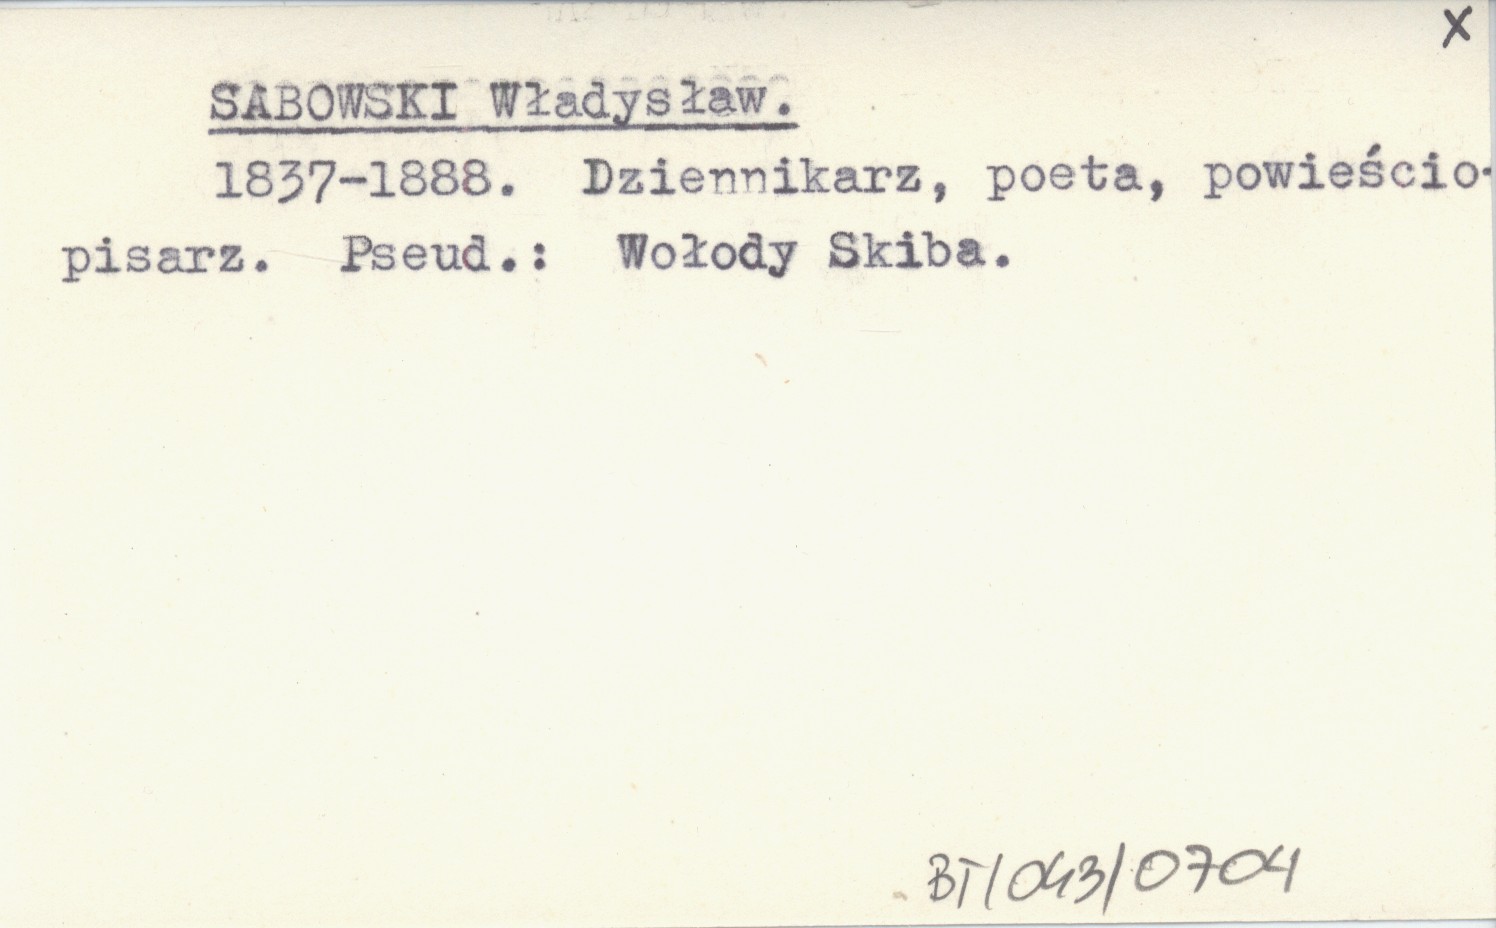 X
SABOWSKI Władysław.
1837-1888. Dziennikarz, poeta, powieścio-
pisarz. Pseud.: Wołody Skiba.
BT/043/0704